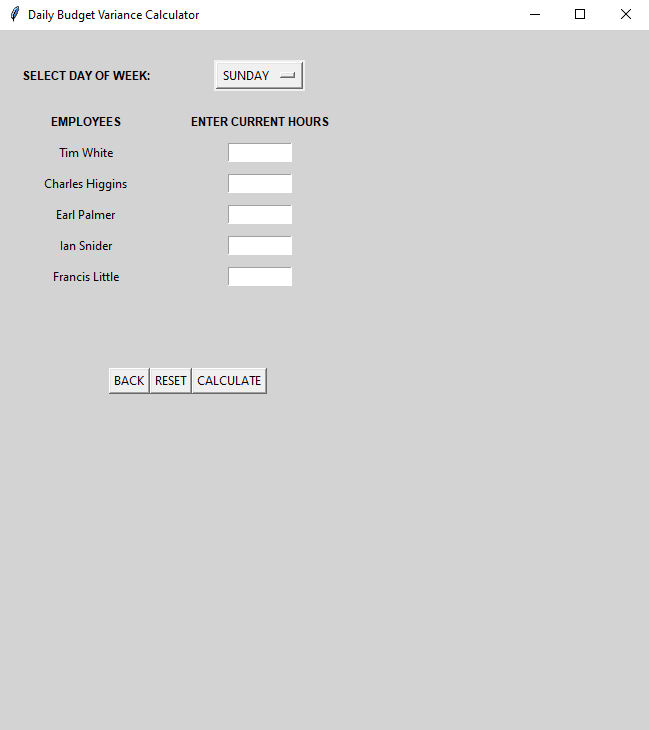 Daily Budget Variance Calculator
SELECT DAY OF WEEK: SUNDAY
EMPLOYEES ENTER CURRENT HOURS
Tim White
Charles Higgins
Earl Palmer
Ian Snider
Francis Little
BACK RESET CALCULATE